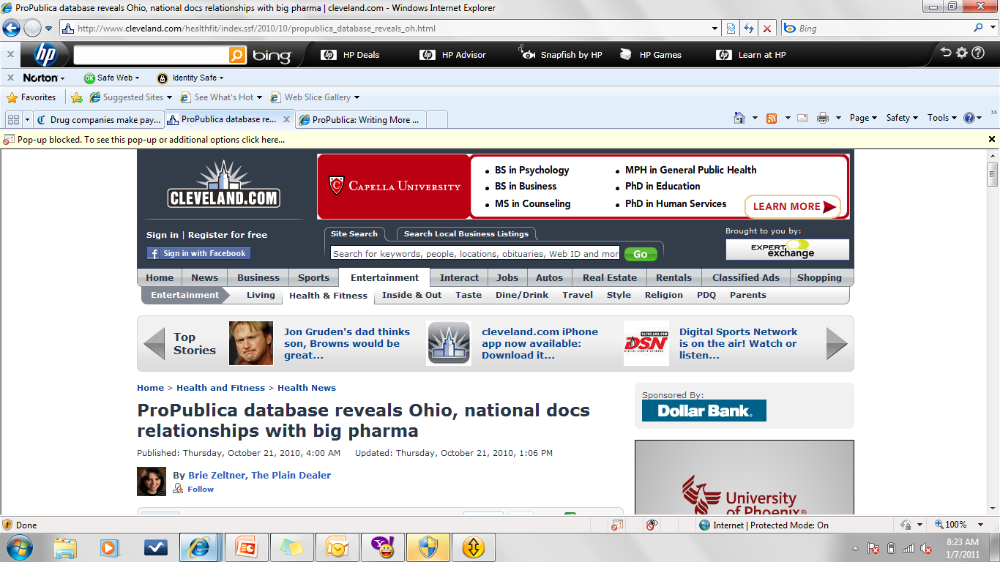 ProPublica database reveals Ohio, national docs relationships with big pharma | cleveland.com - Windows Internet Explorer
http://www.cleveland.com/healthfit/index.ssf/2010/10/propublica_database_reveals_oh.html
Bing
hp
bing
HP Deals
HP Advisor
Snapfish by HP
HP Games
Learn at HP
Norton
OK Safe Web
Identity Safe
Favorites
Suggested Sites
See What's Hot
Web Slice Gallery
Drug companies make pay...
ProPublica database re...
ProPublica: Writing More ...
Page
Safety
Tools
Pop-up blocked. To see this pop-up or additional options click here...
CLEVELAND.COM
CAPELLA UNIVERSITY
BS in Psychology
BS in Business
MS in Counseling
MPH in General Public Health
PhD in Education
PhD in Human Services
LEARN MORE
Sign in | Register for free
Sign in with Facebook
Site Search
Search Local Business Listings
Search for keywords, people, locations, obituaries, Web ID and mor
Go
Brought to you by:
EXPERT exchange
Home News Business Sports Entertainment Interact Jobs Autos Real Estate Rentals Classified Ads Shopping
Entertainment Living Health & Fitness Inside & Out Taste Dine/Drink Travel Style Religion PDQ Parents
Top
Stories
Jon Gruden's dad thinks
son, Browns would be
great...
cleveland.com iPhone
app now available:
Download it...
DSN
Digital Sports Network
is on the air! Watch or
listen...
Home > Health and Fitness > Health News
ProPublica database reveals Ohio, national docs
relationships with big pharma
Published: Thursday, October 21, 2010, 4:00 AM Updated: Thursday, October 21, 2010, 1:06 PM
By Brie Zeltner, The Plain Dealer
Follow
Sponsored By:
Dollar Bank.
University
of Phoenix®
Done
Internet | Protected Mode: On
100%
8:23 AM
1/7/2011